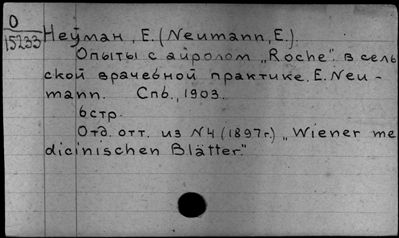 О
15233
Нейман, Е. (Neumann, E.).
Опыты с айролом „Roche". в сель
ской врачебной практике. E. Neu-
mann. Спб., 1903.
6 стр.
Отд. отт. из №4 (1897г.) „Wiener me
dicinischen Blätter."